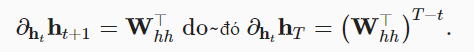 ∂_{𝐡_t} 𝐡_{t+1} = 𝐖_{hh}^⊤ do~đó ∂_{𝐡_t} 𝐡_T = (𝐖_{hh}^⊤)^{T−t}.